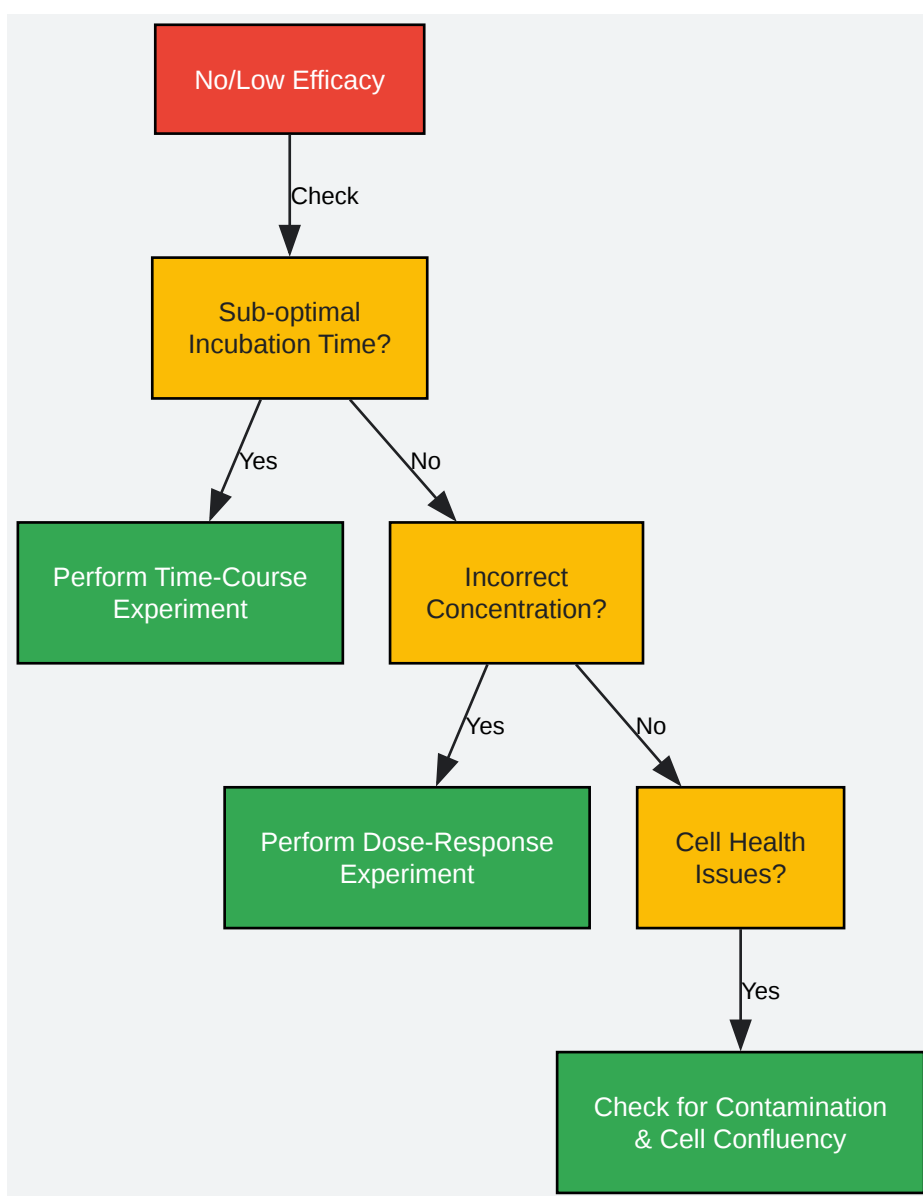 No/Low Efficacy
Check
Sub-optimal
Incubation Time?
Yes
No
Perform Time-Course
Experiment
Incorrect
Concentration?
Yes
No
Perform Dose-Response
Experiment
Cell Health
Issues?
Yes
Check for Contamination
& Cell Confluency